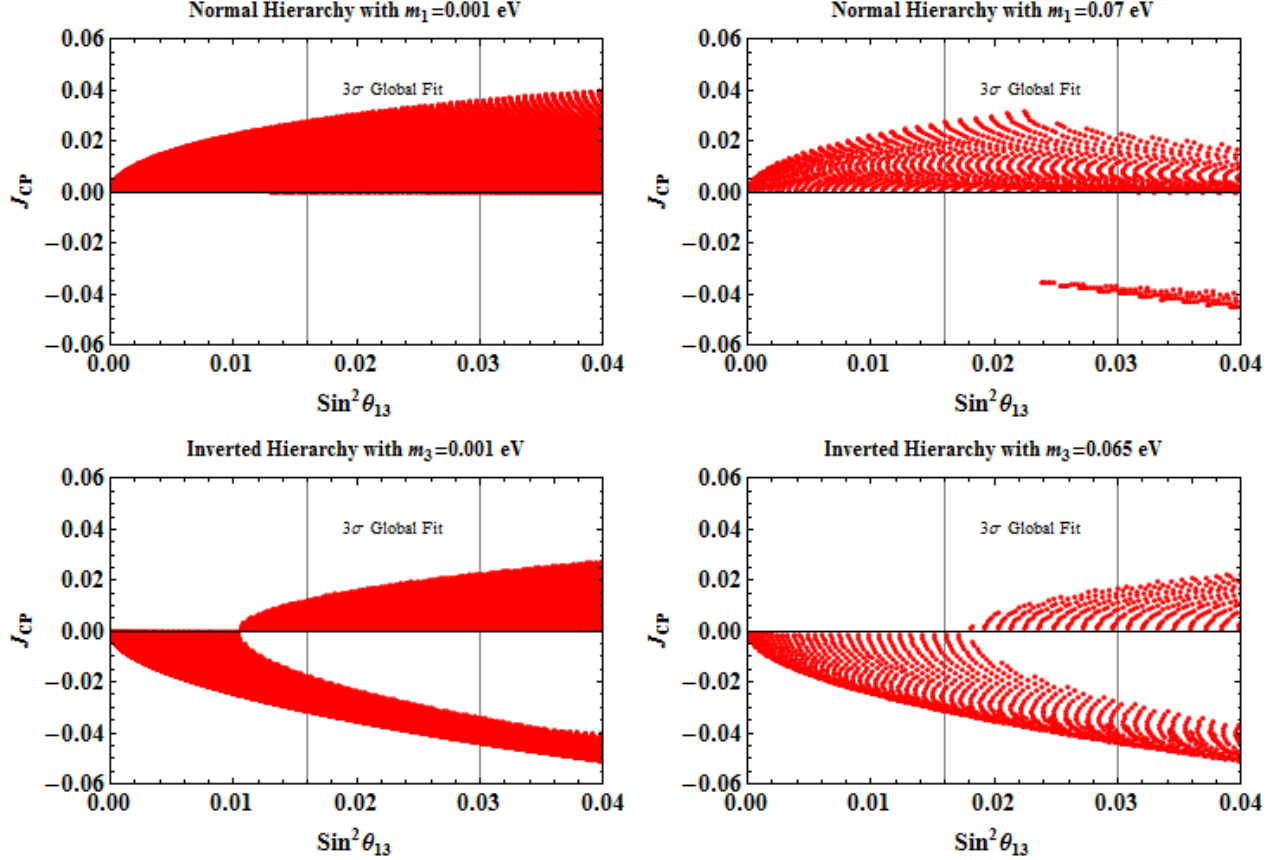 Normal Hierarchy with m₁=0.001 eV
0.06
0.04
0.02
0.00
−0.02
−0.04
−0.06
J_CP
3σ Global Fit
0.00 0.01 0.02 0.03 0.04
Sin²θ₁₃
Normal Hierarchy with m₁=0.07 eV
0.06
0.04
0.02
0.00
−0.02
−0.04
−0.06
J_CP
3σ Global Fit
0.00 0.01 0.02 0.03 0.04
Sin²θ₁₃
Inverted Hierarchy with m₃=0.001 eV
0.06
0.04
0.02
0.00
−0.02
−0.04
−0.06
J_CP
3σ Global Fit
0.00 0.01 0.02 0.03 0.04
Sin²θ₁₃
Inverted Hierarchy with m₃=0.065 eV
0.06
0.04
0.02
0.00
−0.02
−0.04
−0.06
J_CP
3σ Global Fit
0.00 0.01 0.02 0.03 0.04
Sin²θ₁₃